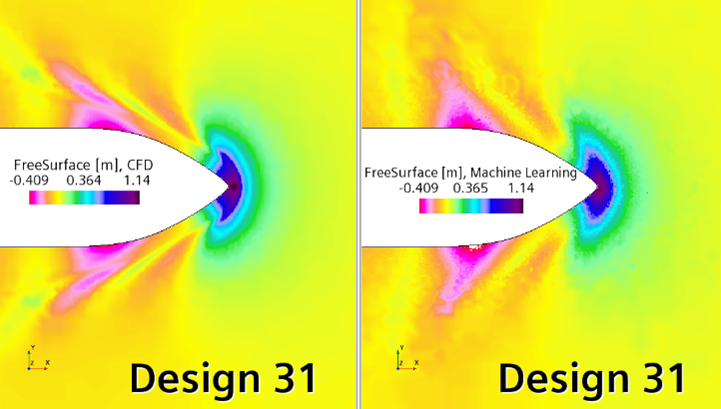 FreeSurface [m], CFD
-0.409 0.364 1.14
Y
Z X
Design 31
FreeSurface [m], Machine Learning
-0.409 0.365 1.14
Y
Z X
Design 31